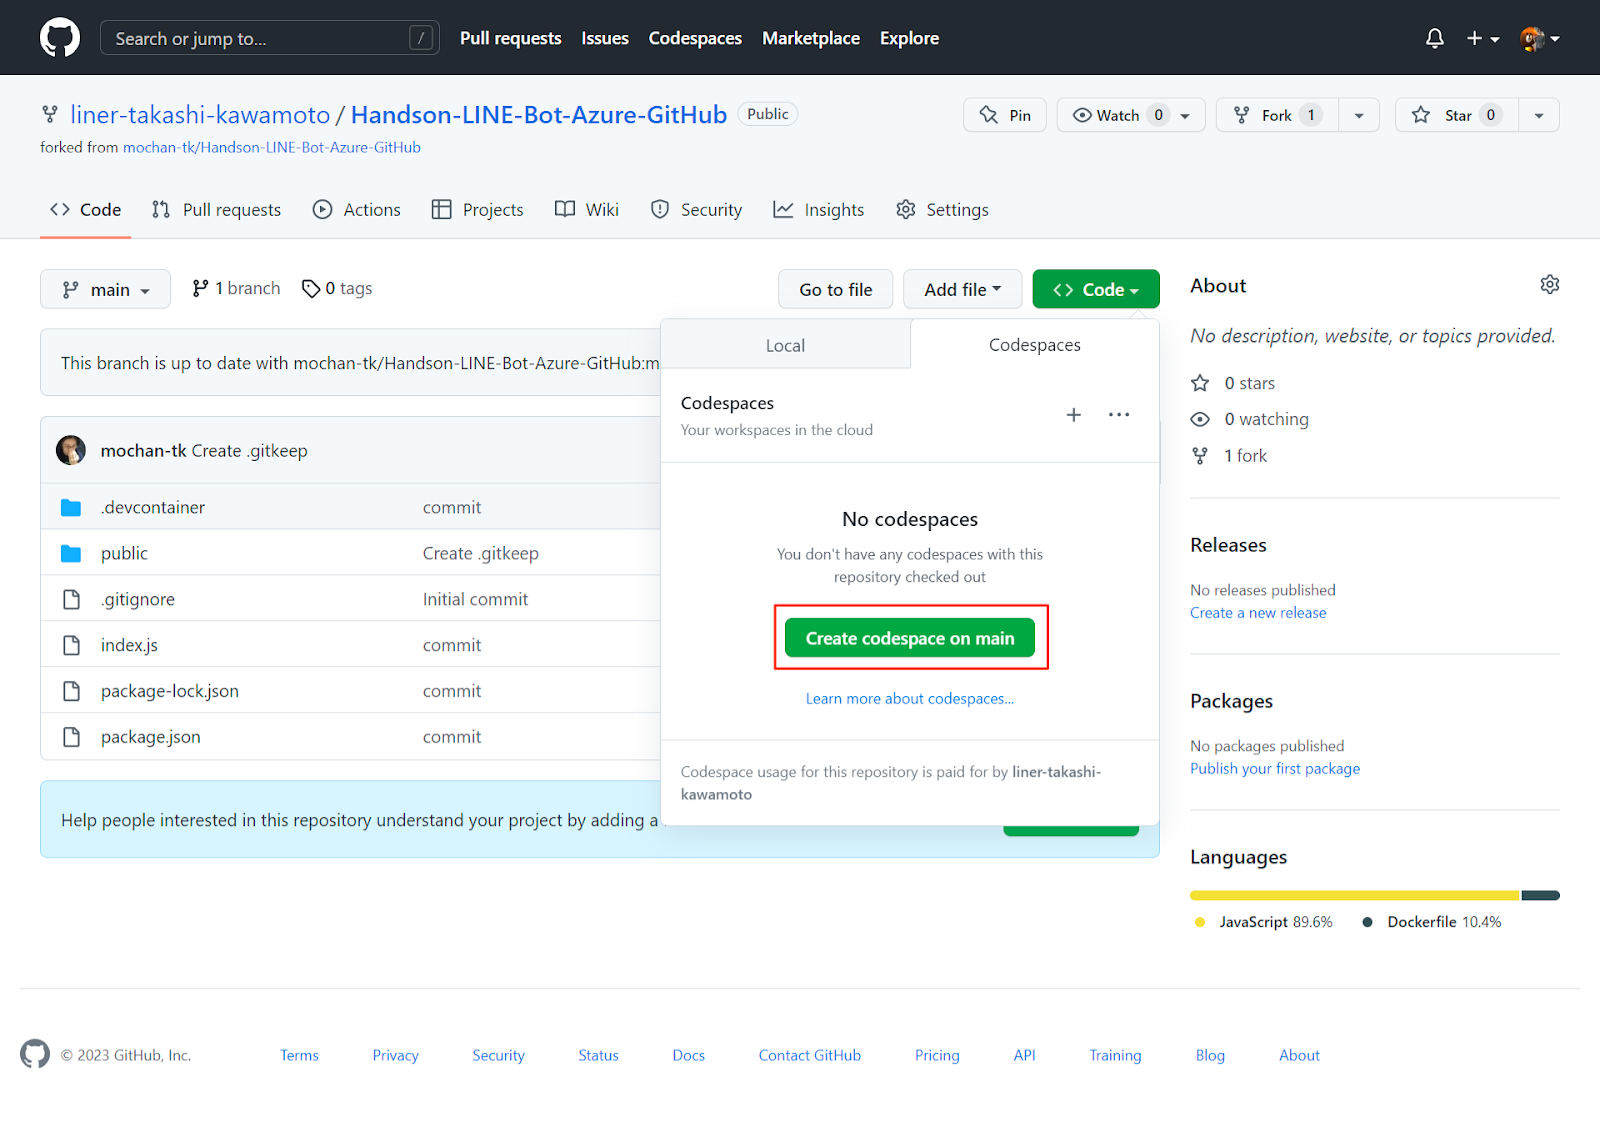 Search or jump to... / Pull requests Issues Codespaces Marketplace Explore
liner-takashi-kawamoto / Handson-LINE-Bot-Azure-GitHub Public Pin Watch 0 Fork 1 Star 0
forked from mochan-tk/Handson-LINE-Bot-Azure-GitHub
Code Pull requests Actions Projects Wiki Security Insights Settings
main 1 branch 0 tags Go to file Add file Code
This branch is up to date with mochan-tk/Handson-LINE-Bot-Azure-GitHub:m
mochan-tk Create .gitkeep
.devcontainer commit
public Create .gitkeep
.gitignore Initial commit
index.js commit
package-lock.json commit
package.json commit
Help people interested in this repository understand your project by adding a
Local Codespaces
Codespaces
Your workspaces in the cloud
No codespaces
You don't have any codespaces with this
repository checked out
Create codespace on main
Learn more about codespaces...
Codespace usage for this repository is paid for by liner-takashi-
kawamoto
About
No description, website, or topics provided.
0 stars
0 watching
1 fork
Releases
No releases published
Create a new release
Packages
No packages published
Publish your first package
Languages
JavaScript 89.6% Dockerfile 10.4%
© 2023 GitHub, Inc. Terms Privacy Security Status Docs Contact GitHub Pricing API Training Blog About